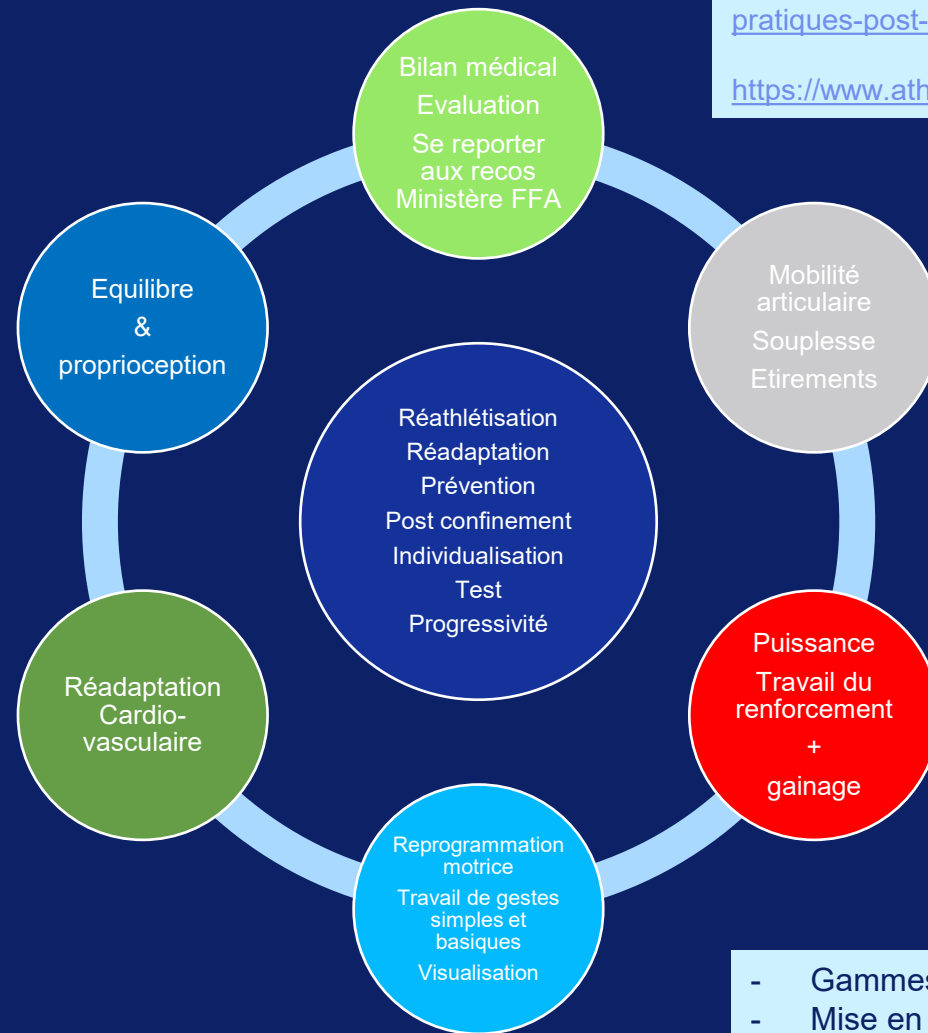 pratiques-post-
https://www.ath
Bilan médical
Evaluation
Se reporter
aux recos
Ministère FFA
Mobilité
articulaire
Souplesse
Etirements
Equilibre
&
proprioception
Réathlétisation
Réadaptation
Prévention
Post confinement
Individualisation
Test
Progressivité
Puissance
Travail du
renforcement
+
gainage
Réadaptation
Cardio-
vasculaire
Reprogrammation
motrice
Travail de gestes
simples et
basiques
Visualisation
- Gammes
- Mise en